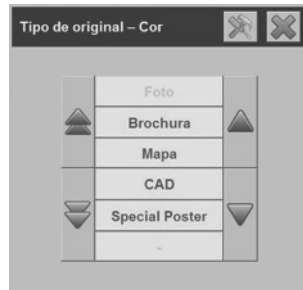 Tipo de original – Cor
Foto
Brochura
Mapa
CAD
Special Poster
-